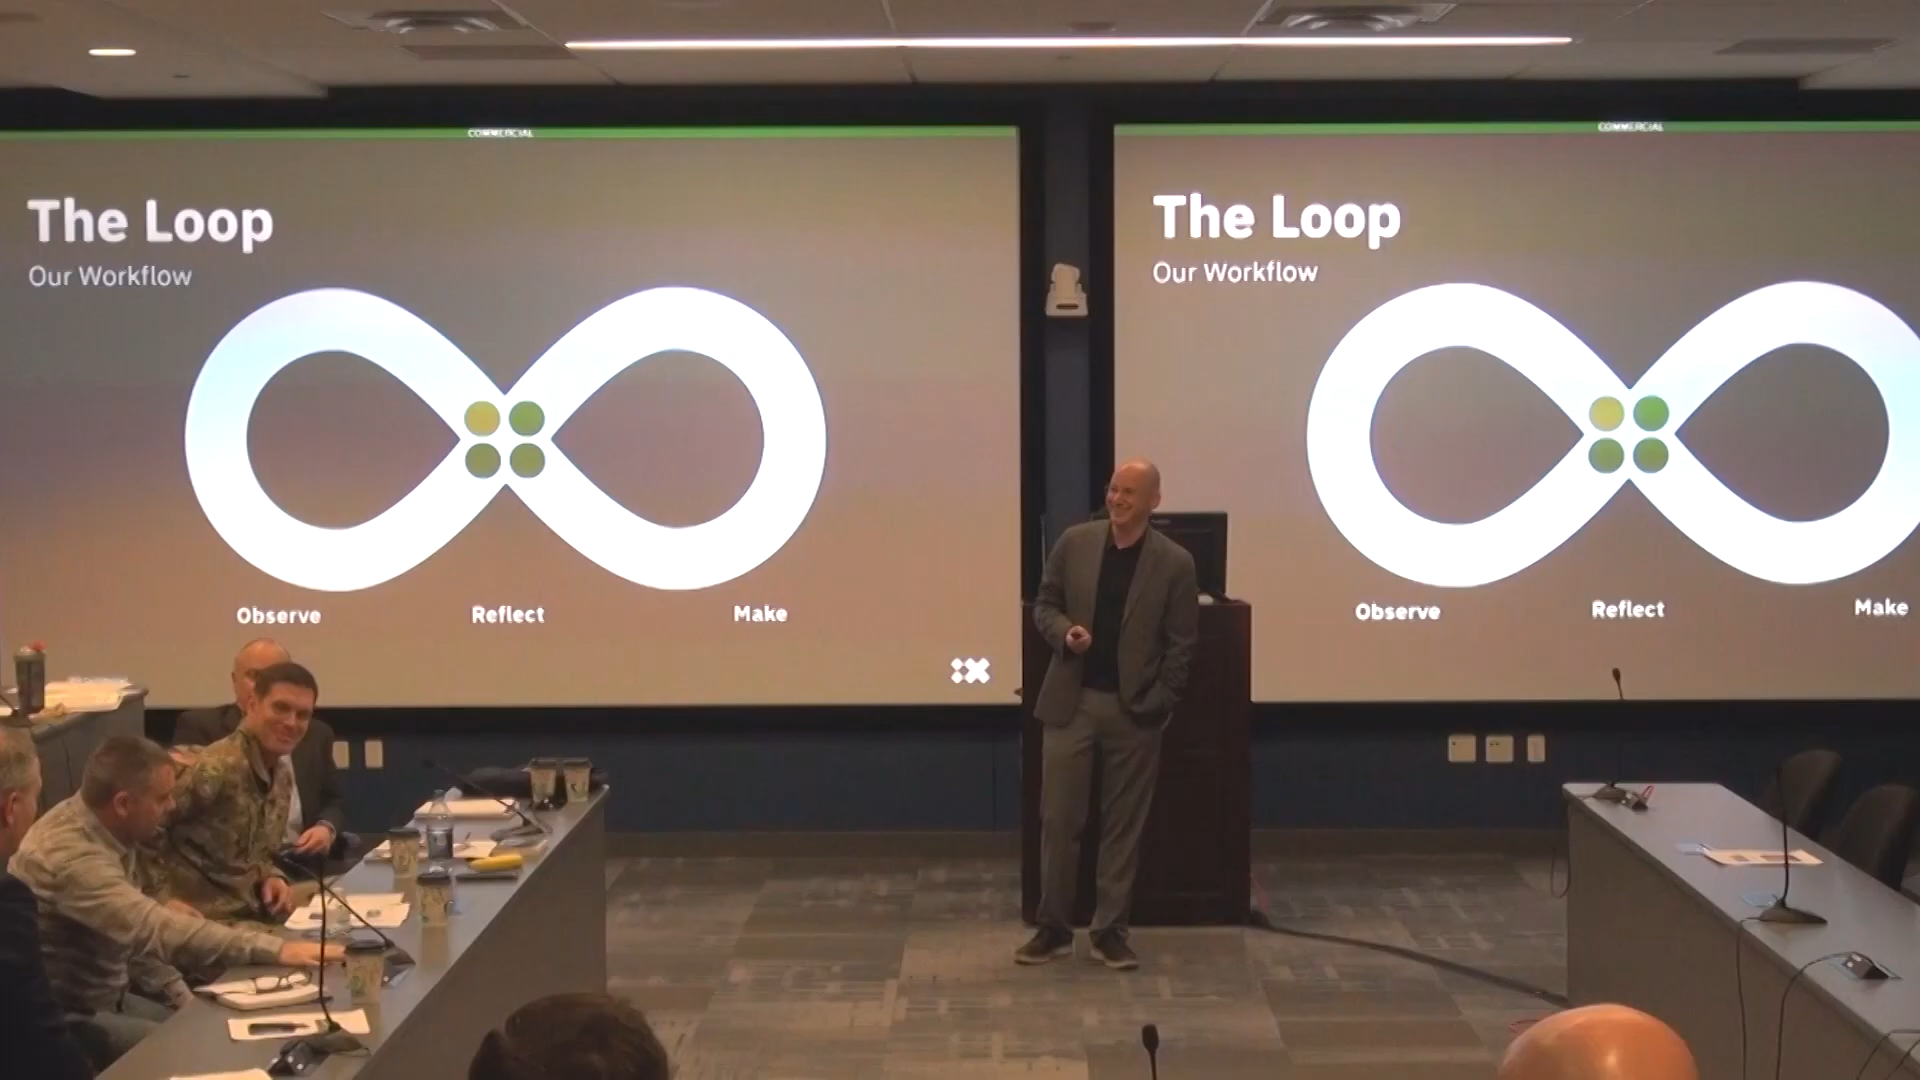 COMMERCIAL
The Loop
Our Workflow
Observe Reflect Make
COMMERCIAL
The Loop
Our Workflow
Observe Reflect Make